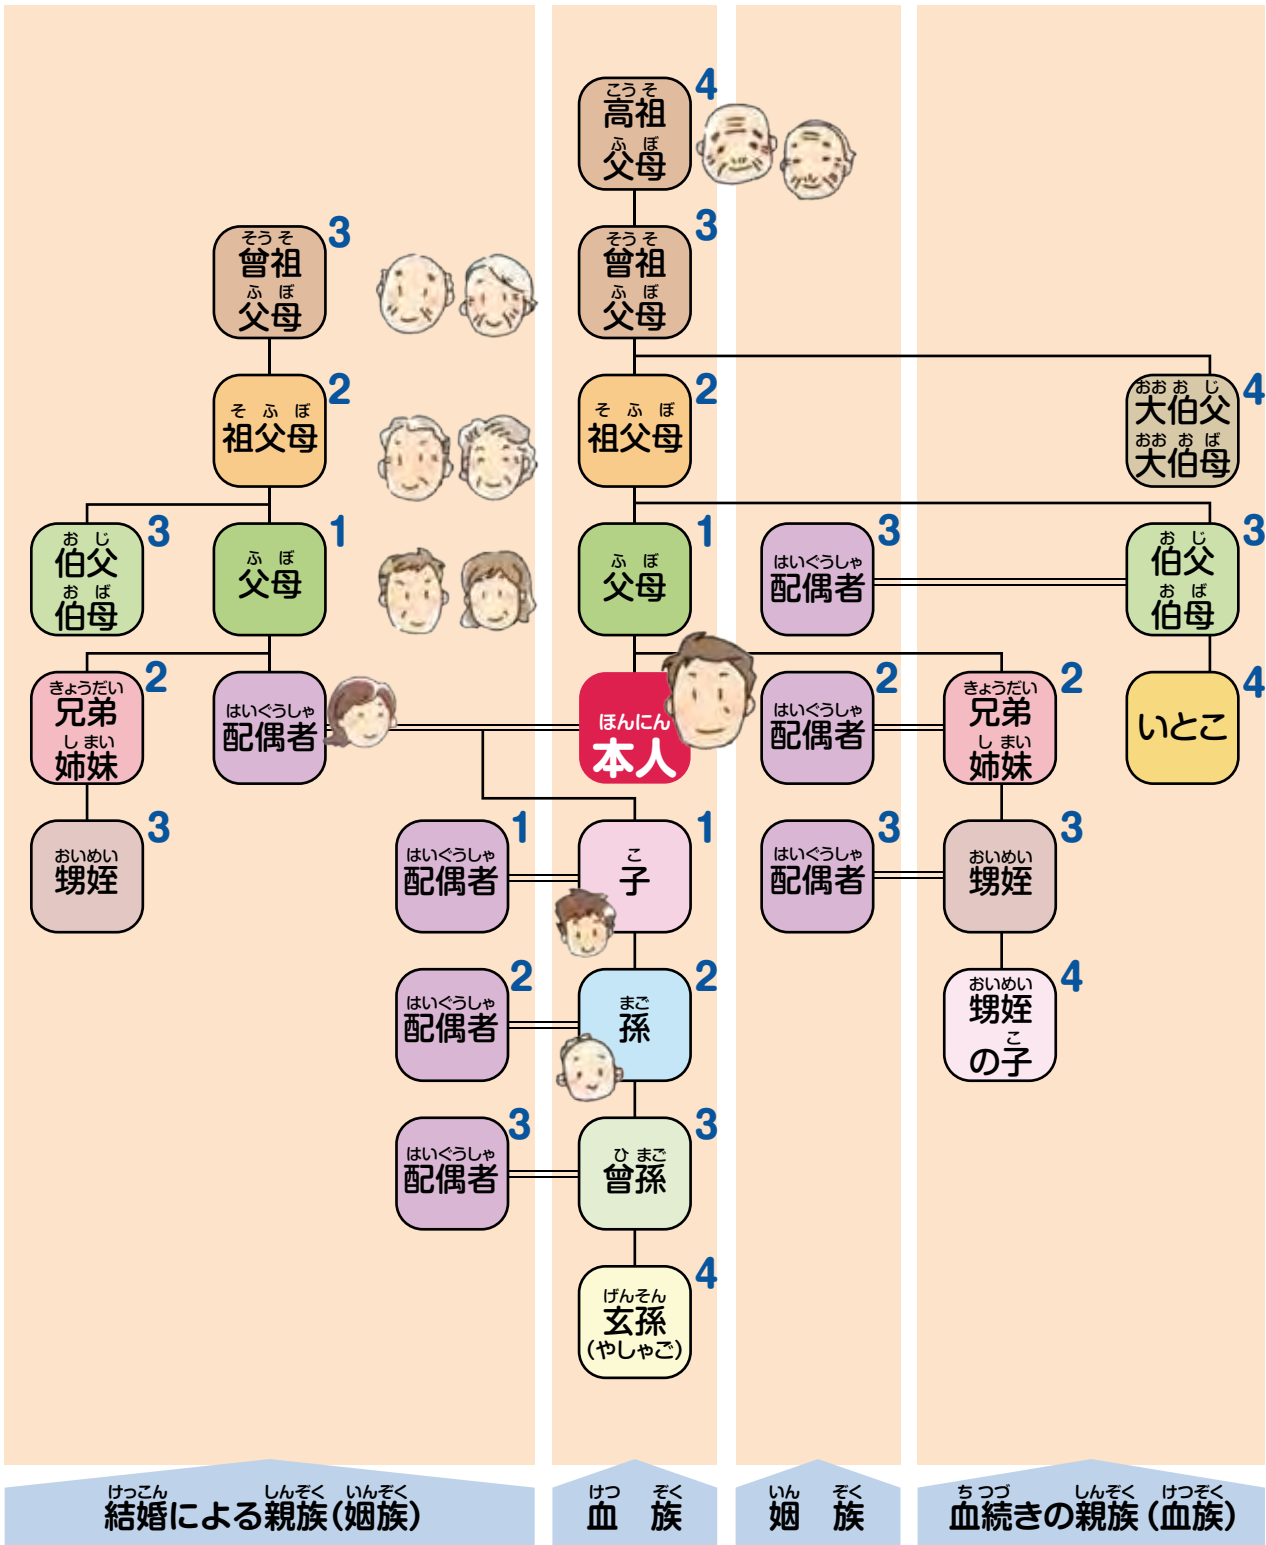 こうそ
高祖
ふぼ
父母
4
そうそ
曾祖
ふぼ
父母
3
そうそ
曾祖
ふぼ
父母
3
そふぼ
祖父母
2
そふぼ
祖父母
2
おおおじ
大伯父
おおおば
大伯母
4
おじ
伯父
おば
伯母
3
ふぼ
父母
1
ふぼ
父母
1
はいぐうしゃ
配偶者
3
おじ
伯父
おば
伯母
3
きょうだい
兄弟
しまい
姉妹
2
はいぐうしゃ
配偶者
ほんにん
本人
はいぐうしゃ
配偶者
2
きょうだい
兄弟
しまい
姉妹
2
いとこ
4
おいめい
甥姪
3
はいぐうしゃ
配偶者
1
こ
子
1
はいぐうしゃ
配偶者
3
おいめい
甥姪
3
はいぐうしゃ
配偶者
2
まご
孫
2
おいめい
甥姪
こ
の子
4
はいぐうしゃ
配偶者
3
ひまご
曾孫
3
げんそん
玄孫
(やしゃご)
4
けっこん しんぞく いんぞく
結婚による親族(姻族)
けつ ぞく
血 族
いん ぞく
姻 族
ちつづ しんぞく けつぞく
血続きの親族(血族)